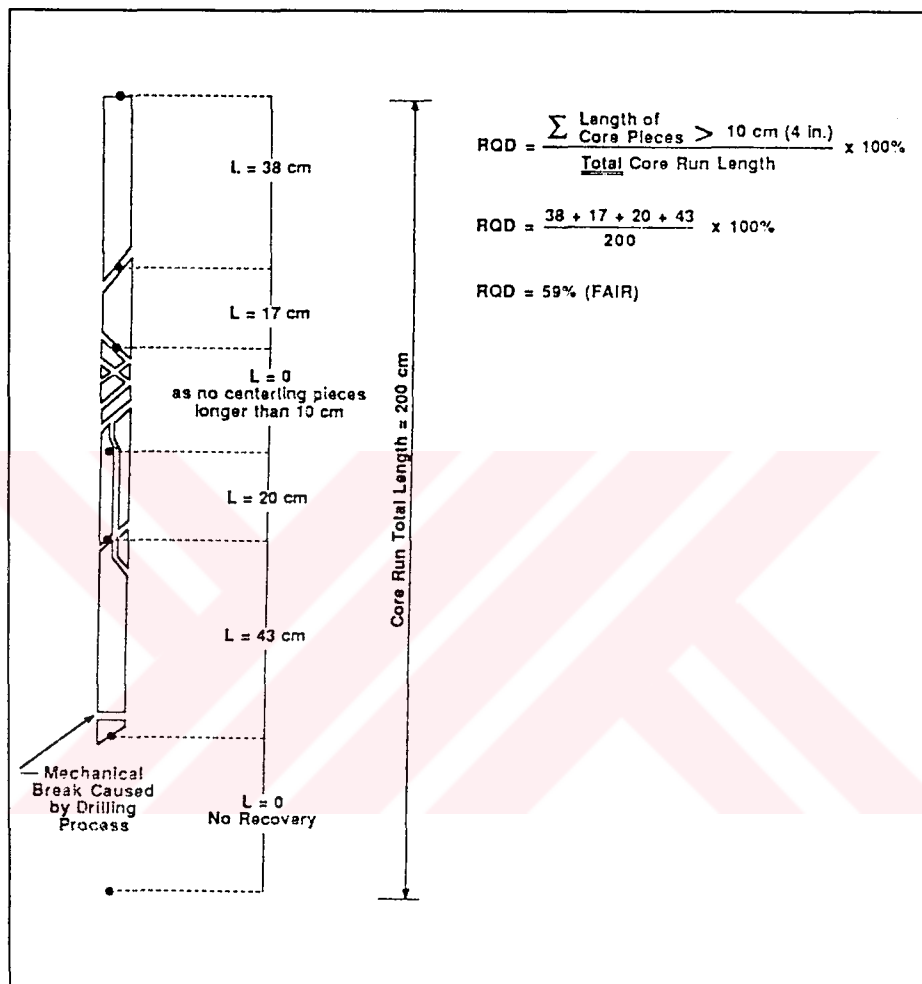 L = 38 cm
L = 17 cm
L = 0
as no centerting pieces
longer than 10 cm
L = 20 cm
L = 43 cm
L = 0
No Recovery
— Mechanical
Break Caused
by Drilling
Process
Core Run Total Length = 200 cm
RQD = ∑ Length of
Core Pieces > 10 cm (4 in.)
Total Core Run Length
x 100%
RQD = 38 + 17 + 20 + 43
200
x 100%
RQD = 59% (FAIR)